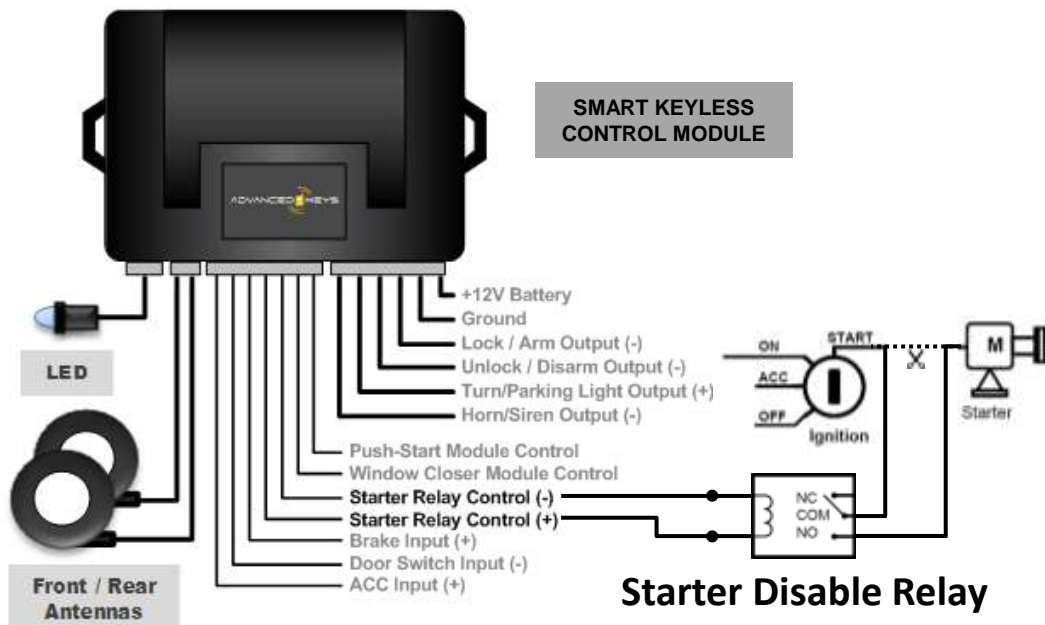 SMART KEYLESS
CONTROL MODULE
ADVANCED KEYS
+12V Battery
Ground
Lock / Arm Output (-)
Unlock / Disarm Output (-)
Turn/Parking Light Output (+)
Horn/Siren Output (-)
LED
ON
START
ACC
OFF
Ignition
M
Starter
Push-Start Module Control
Window Closer Module Control
Starter Relay Control (-)
Starter Relay Control (+)
Brake Input (+)
Door Switch Input (-)
ACC Input (+)
NC
COM
NO
Front / Rear
Antennas
Starter Disable Relay